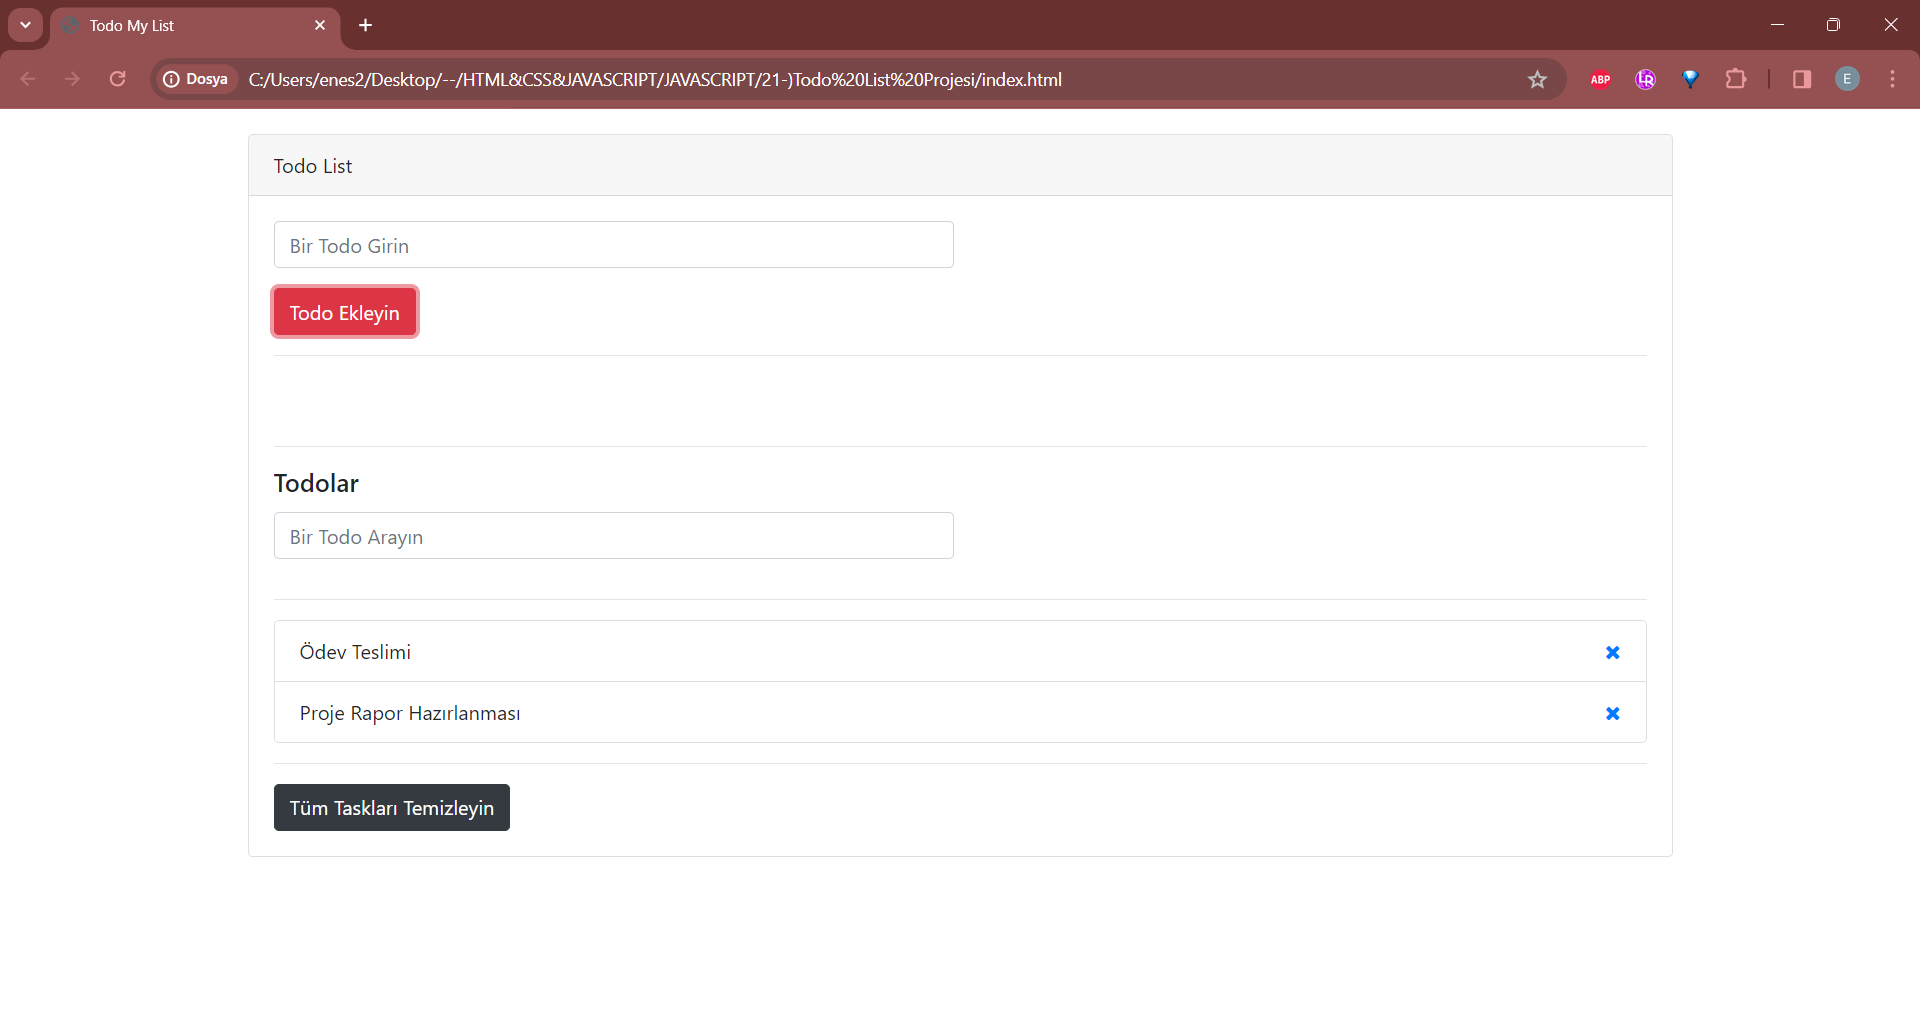 Todo My List
Dosya
C:/Users/enes2/Desktop/--/HTML&CSS&JAVASCRIPT/JAVASCRIPT/21-)Todo%20List%20Projesi/index.html
ABP
LR
E
Todo List
Bir Todo Girin
Todo Ekleyin
Todolar
Bir Todo Arayın
Ödev Teslimi
Proje Rapor Hazırlanması
Tüm Taskları Temizleyin